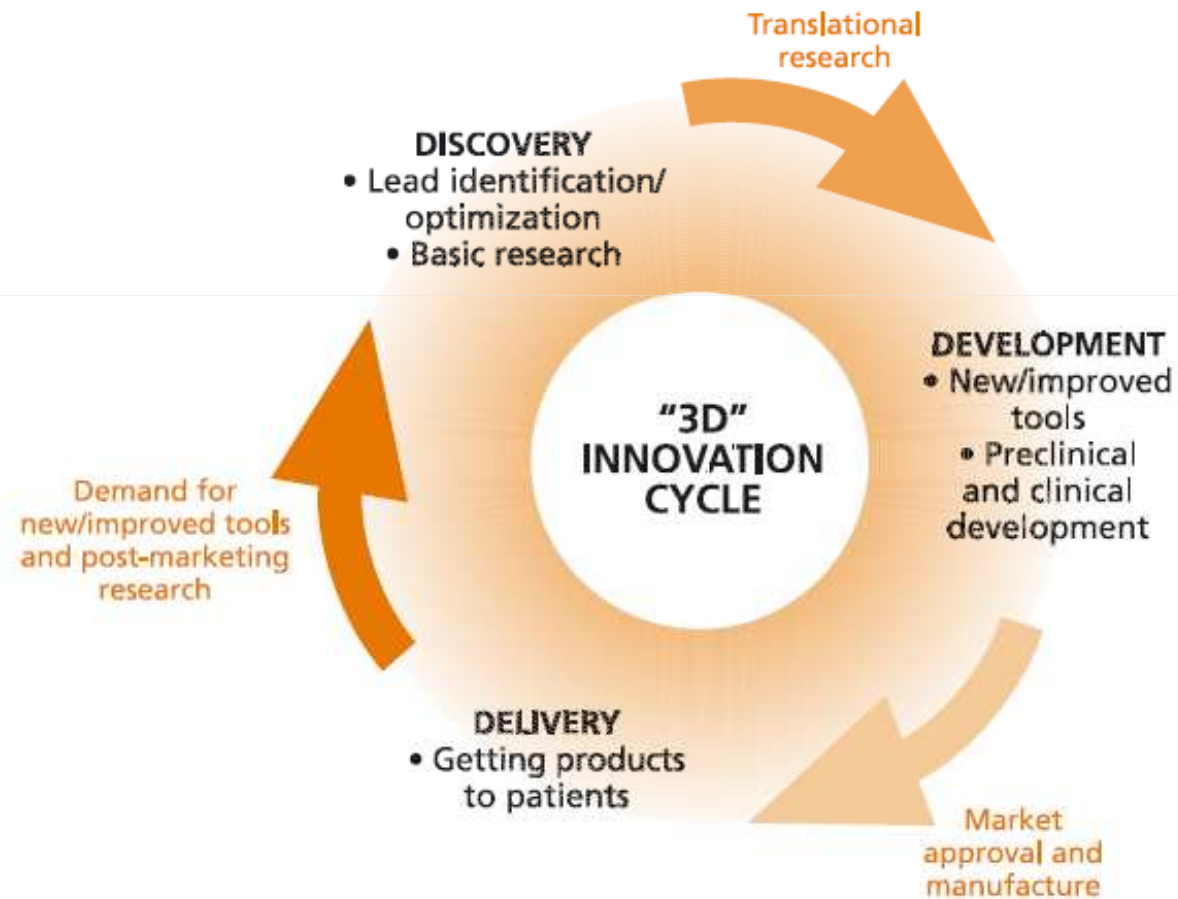 Translational
research
DISCOVERY
• Lead identification/
optimization
• Basic research
DEVELOPMENT
• New/improved
tools
• Preclinical
and clinical
development
"3D"
INNOVATION
CYCLE
Demand for
new/improved tools
and post-marketing
research
DELIVERY
• Getting products
to patients
Market
approval and
manufacture